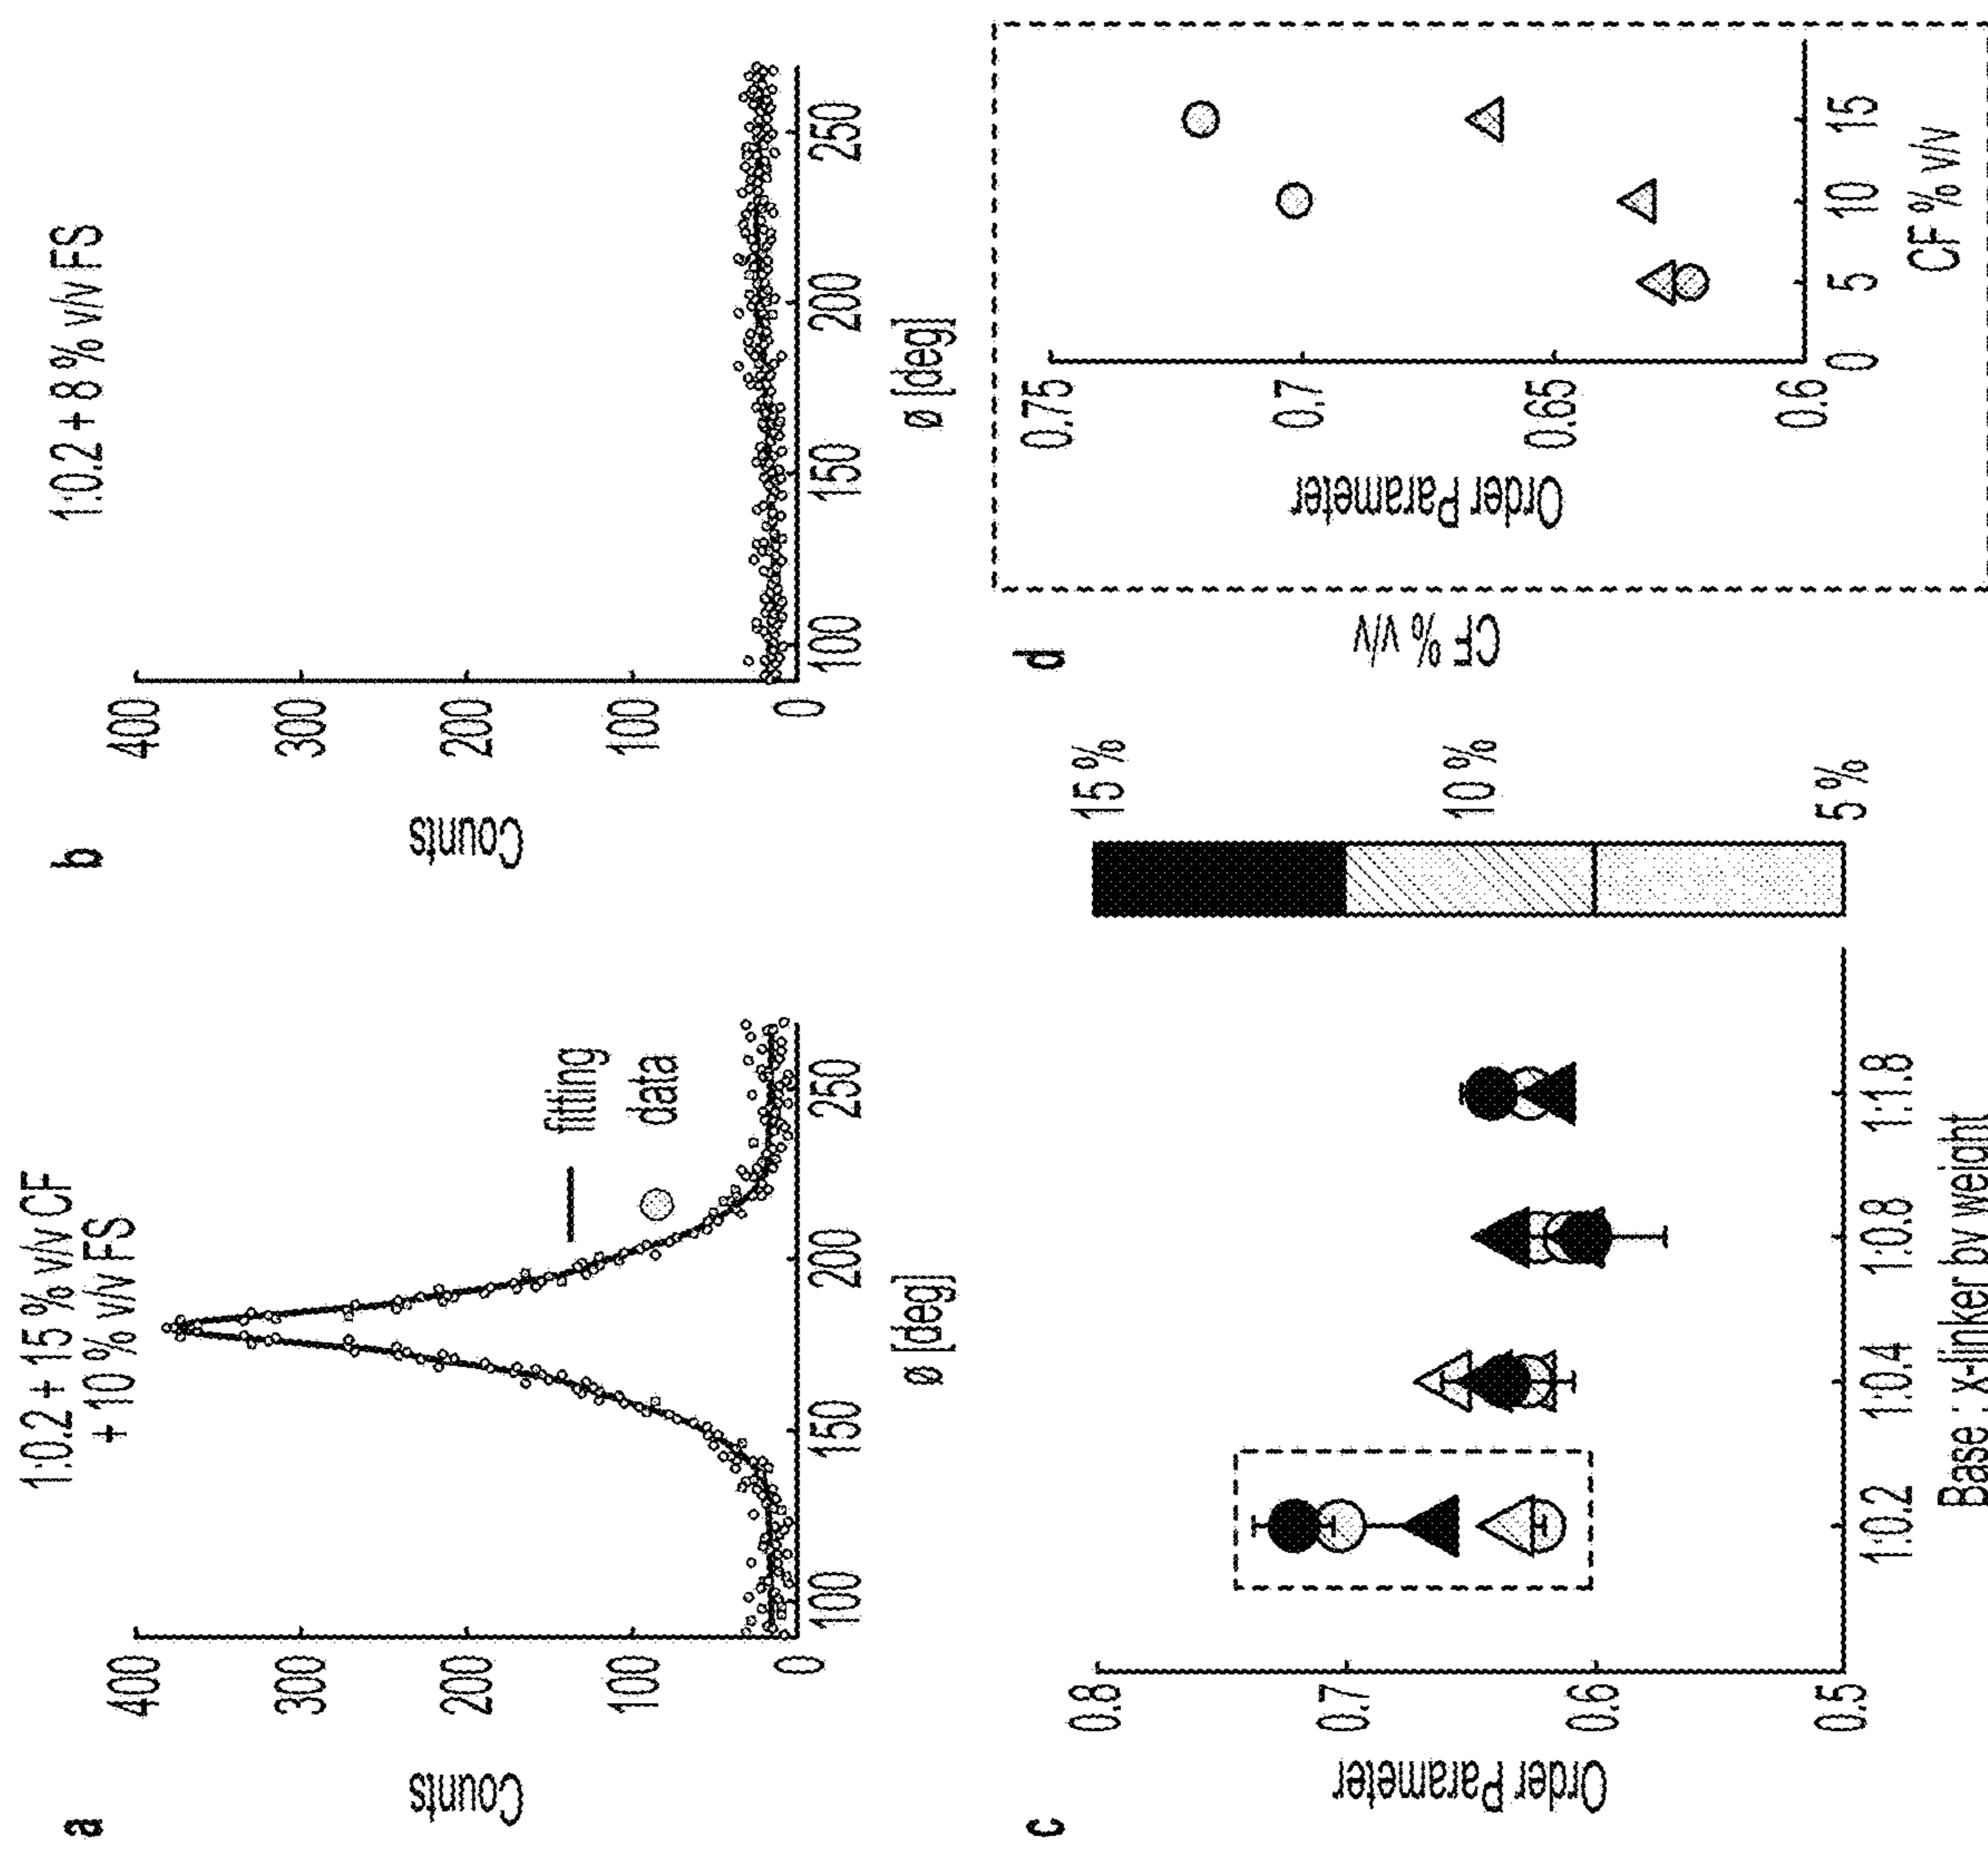 a
1:0.2 + 15 % v/v CF
+ 10 % v/v FS
Counts
400
300
200
100
0
fitting
data
100
150
200
250
ø [deg]
b
1:0.2 + 8 % v/v FS
Counts
400
300
200
100
0
100
150
200
250
ø [deg]
c
Order Parameter
0.8
0.7
0.6
0.5
1:0.2
1:0.4
1:0.8
1:1.8
Base : x-linker by weight
15 %
10 %
5 %
CF % v/v
d
Order Parameter
0.75
0.7
0.65
0.6
0
5
10
15
CF % v/v